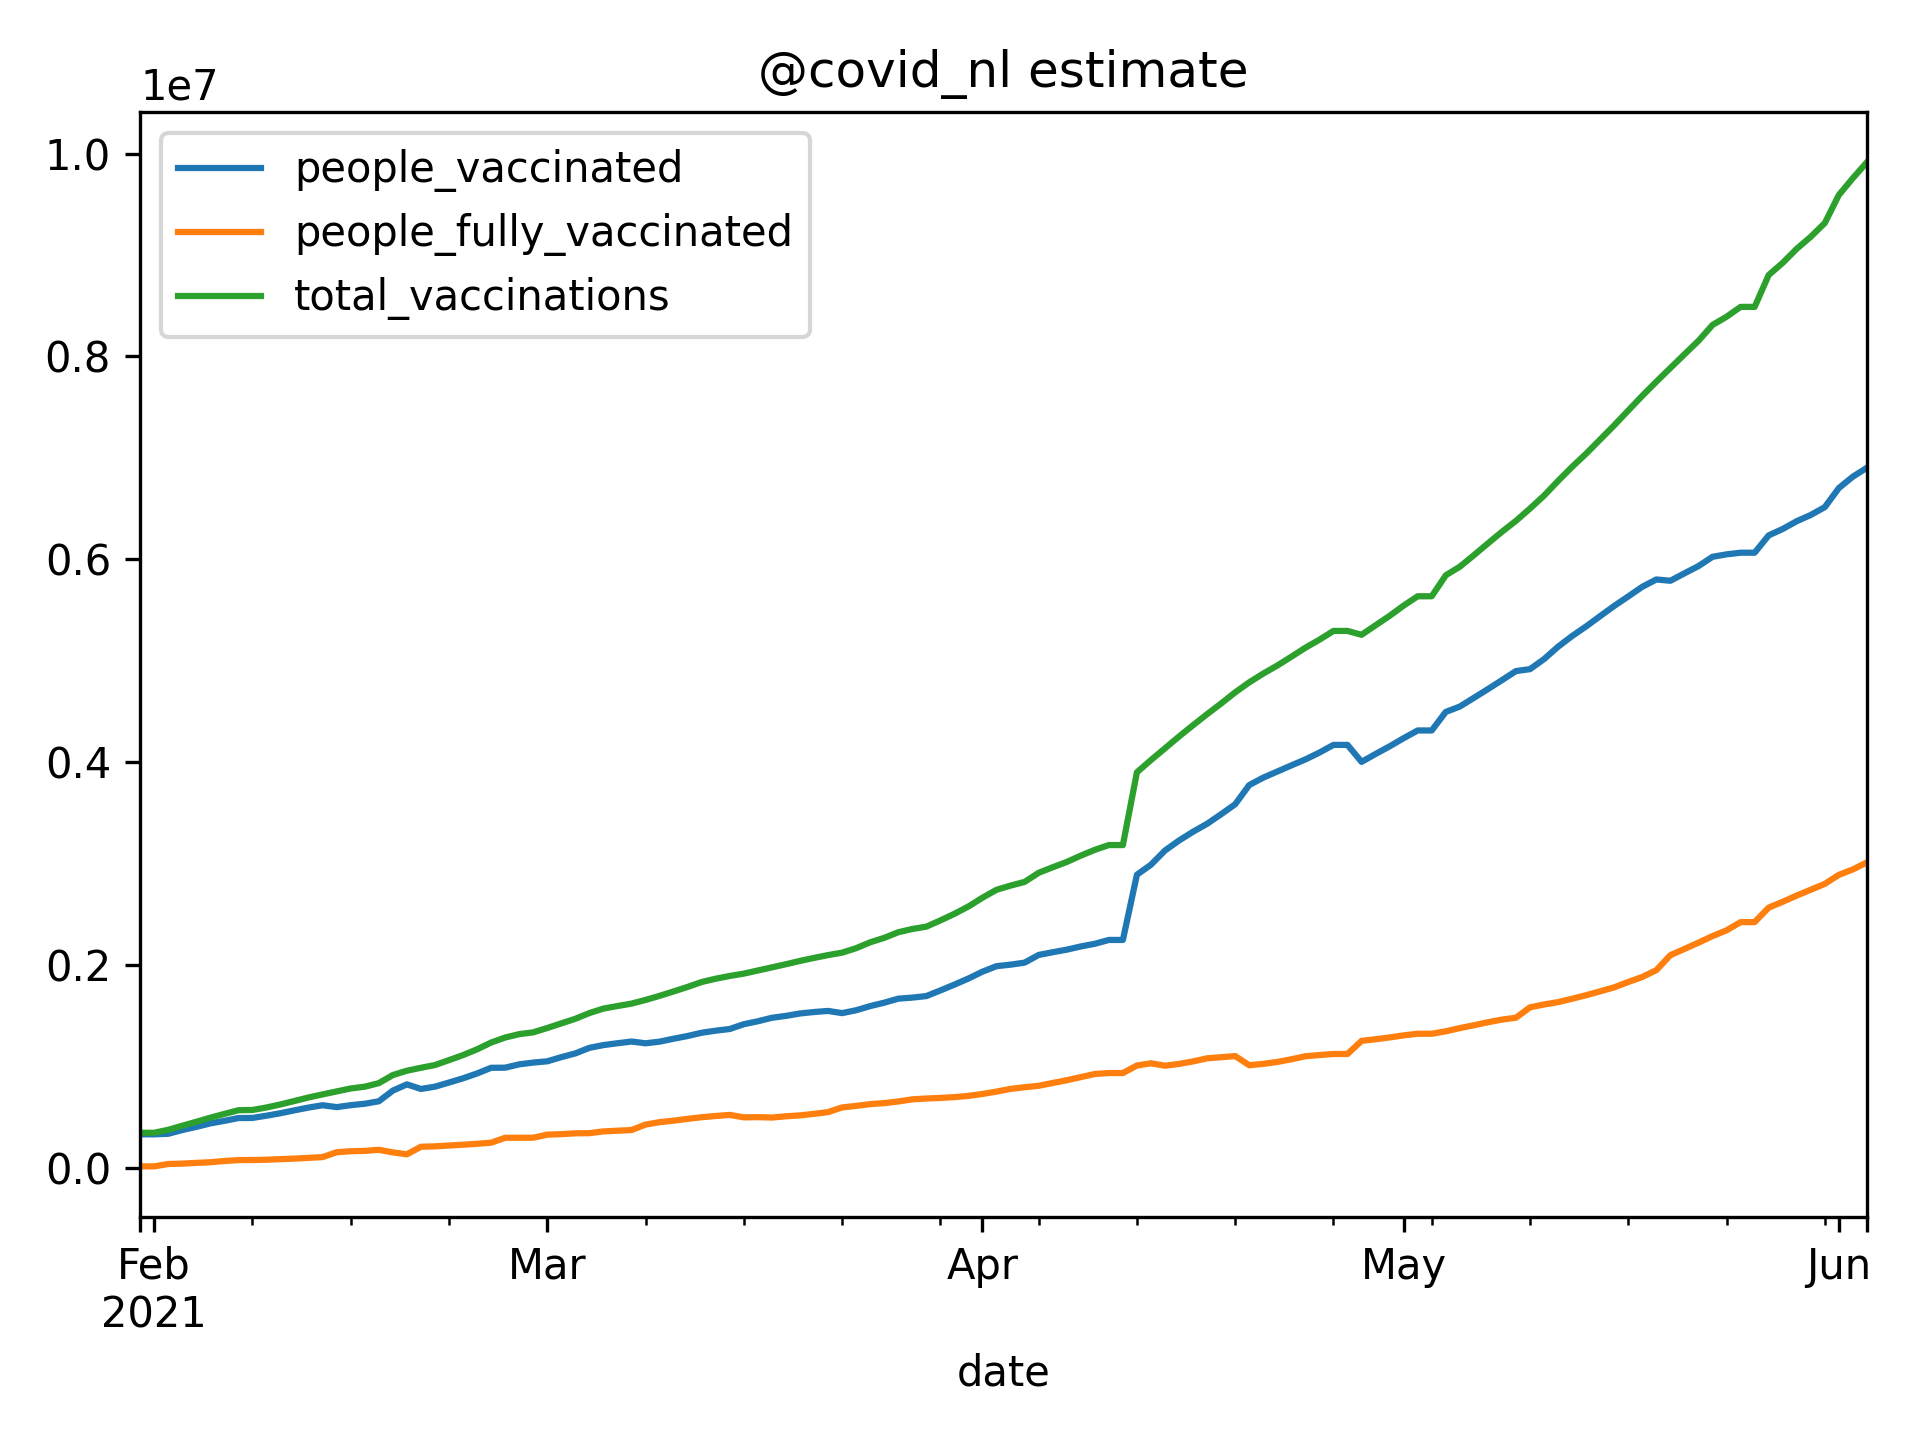 @covid_nl estimate
1e7
1.0
0.8
0.6
0.4
0.2
0.0
people_vaccinated
people_fully_vaccinated
total_vaccinations
Feb Mar Apr May Jun
2021
date